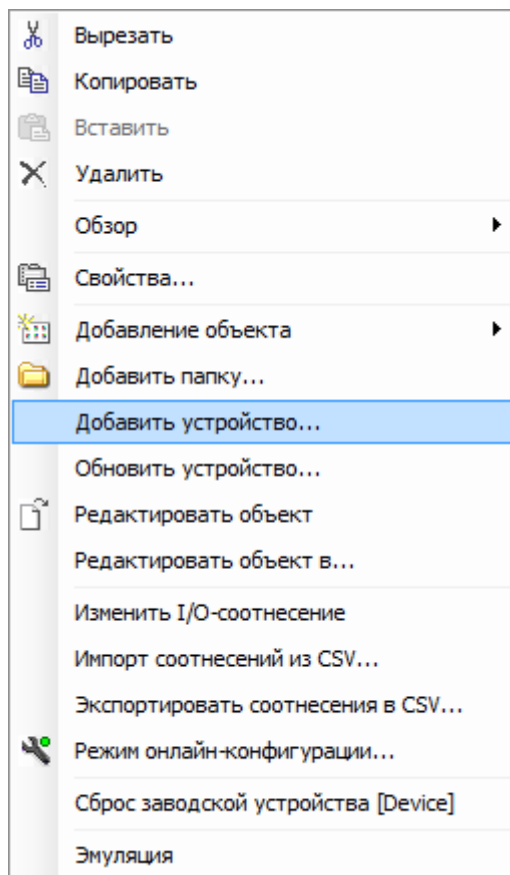 Вырезать
Копировать
Вставить
Удалить
Обзор
Свойства...
Добавление объекта
Добавить папку...
Добавить устройство...
Обновить устройство...
Редактировать объект
Редактировать объект в...
Изменить I/O-соотнесение
Импорт соотнесений из CSV...
Экспортировать соотнесения в CSV...
Режим онлайн-конфигурации...
Сброс заводской устройства [Device]
Эмуляция